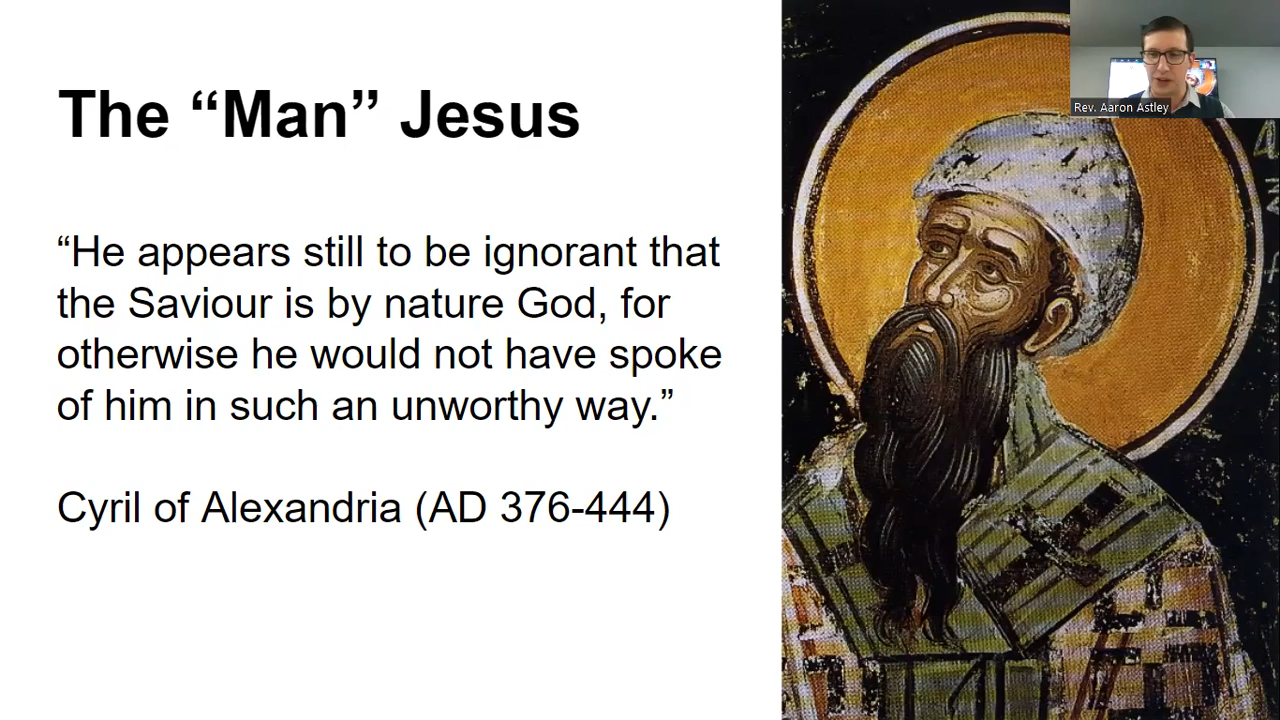 The “Man” Jesus
“He appears still to be ignorant that
the Saviour is by nature God, for
otherwise he would not have spoke
of him in such an unworthy way.”
Cyril of Alexandria (AD 376-444)
Rev. Aaron Astley